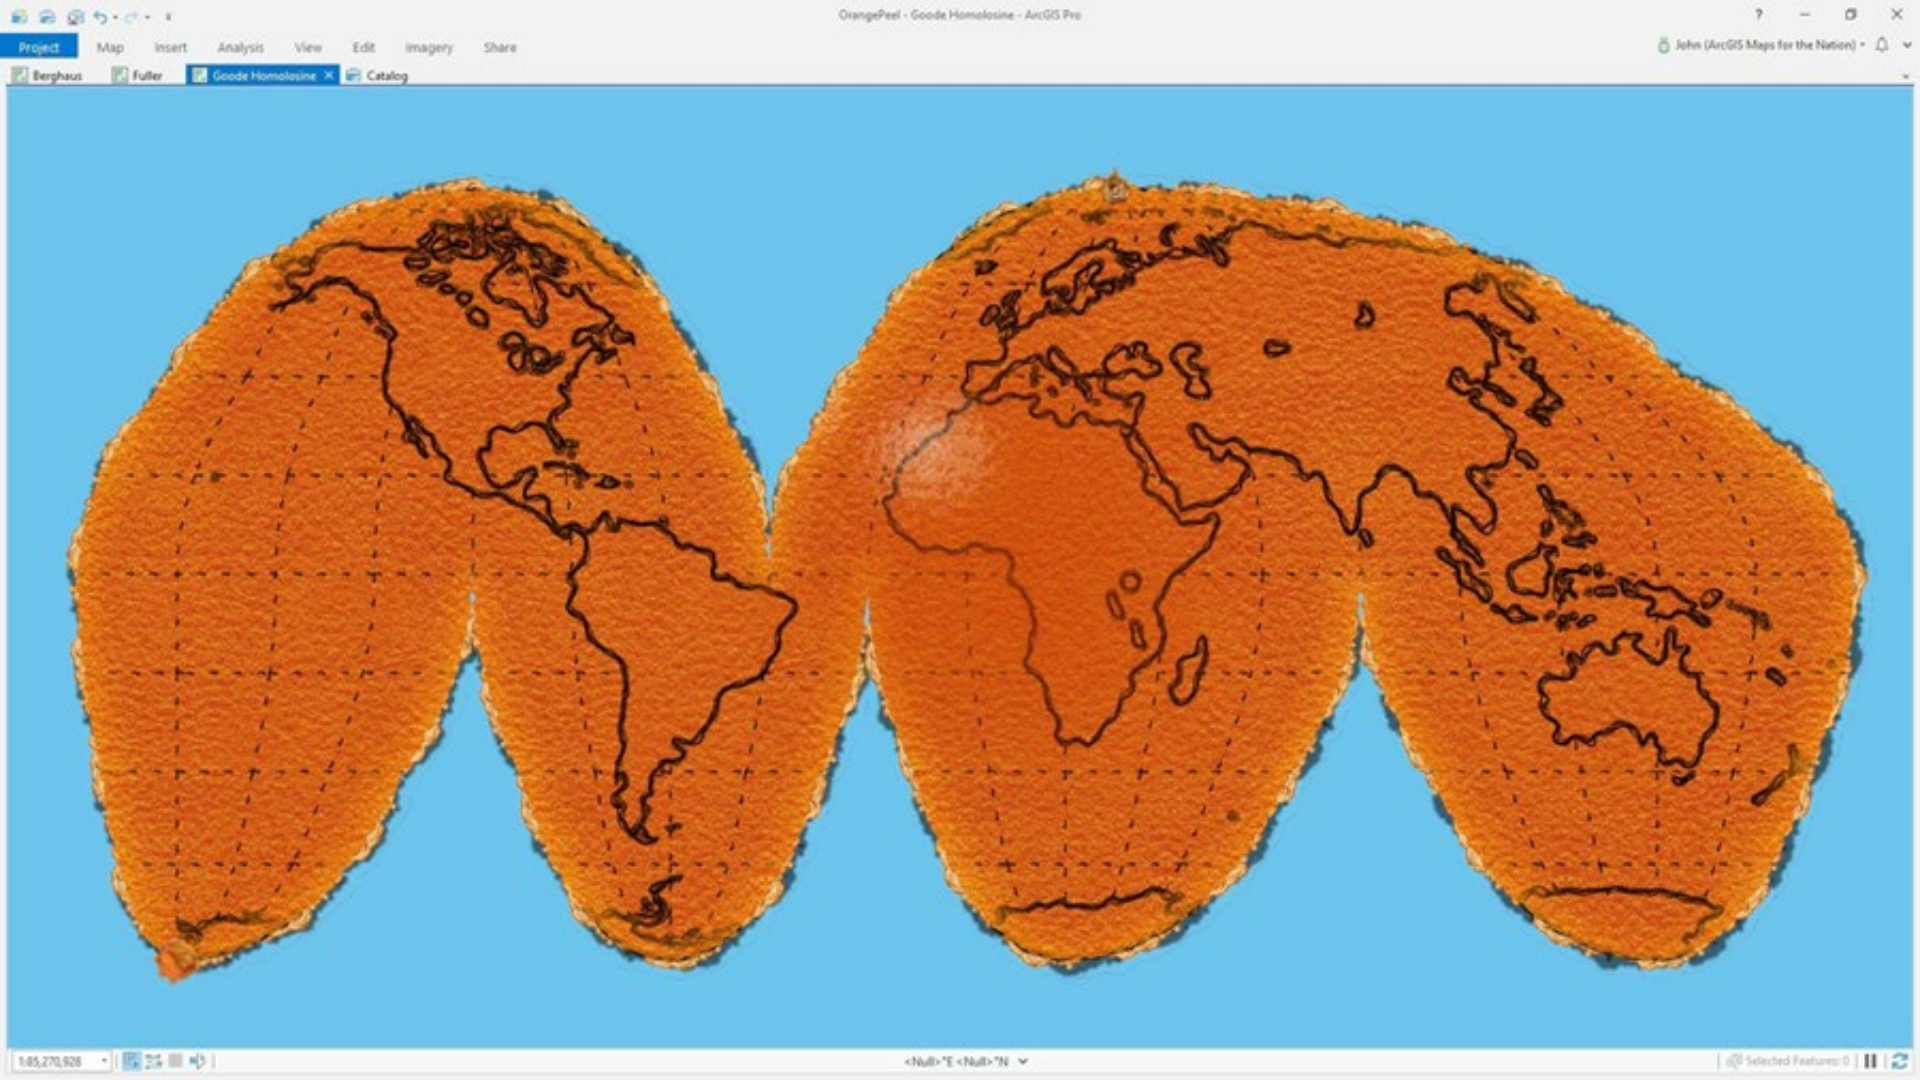 OrangePeel - Goode Homolosine - ArcGIS Pro
?
Project Map Insert Analysis View Edit Imagery Share
John (ArcGIS Maps for the Nation)
Berghaus Fuller Goode Homolosine Catalog
1:85,270,928
<Null>°E <Null>°N
Selected Features: 0